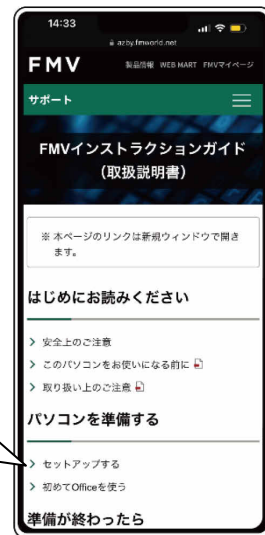 14:33
azby.fmworld.net
FMV 製品情報 WEB MART FMVマイページ
サポート
FMVインストラクションガイド
（取扱説明書）
※ 本ページのリンクは新規ウィンドウで開き
ます。
はじめにお読みください
安全上のご注意
このパソコンをお使いになる前に
取り扱い上のご注意
パソコンを準備する
セットアップする
初めてOfficeを使う
準備が終わったら